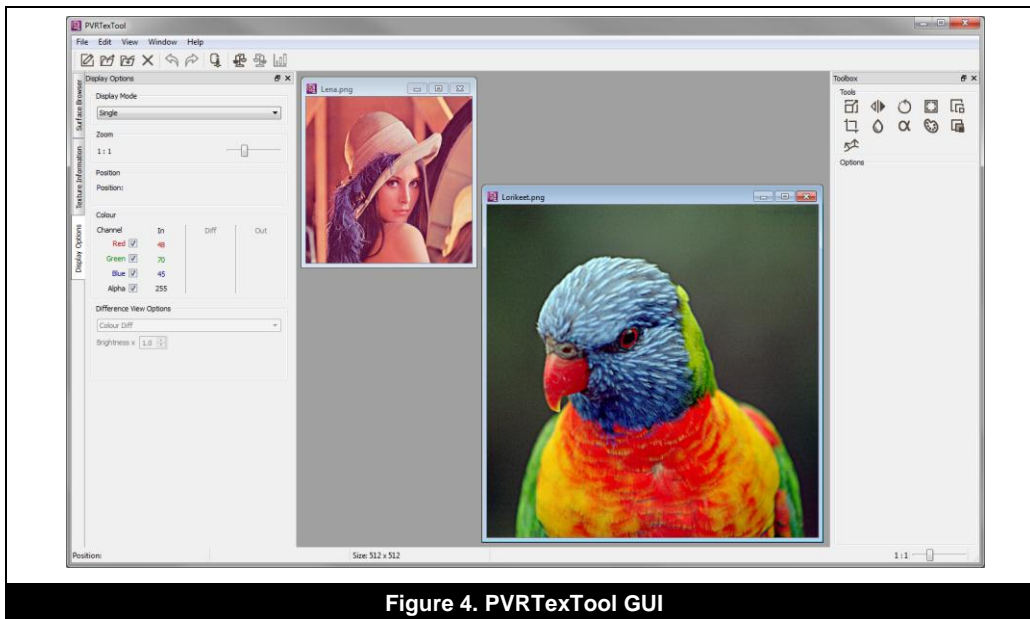 PVRTexTool
File Edit View Window Help
Display Options
Surface Browser
Texture Information
Display Options
Display Mode
Single
Zoom
1 : 1
Position
Position:
Colour
Channel In Diff Out
Red 48
Green 70
Blue 45
Alpha 255
Difference View Options
Colour Diff
Brightness x 1.0
Lena.png
Lorikeet.png
Toolbox
Tools
α
Options
Position:
Size: 512 x 512
1 : 1
Figure 4. PVRTexTool GUI